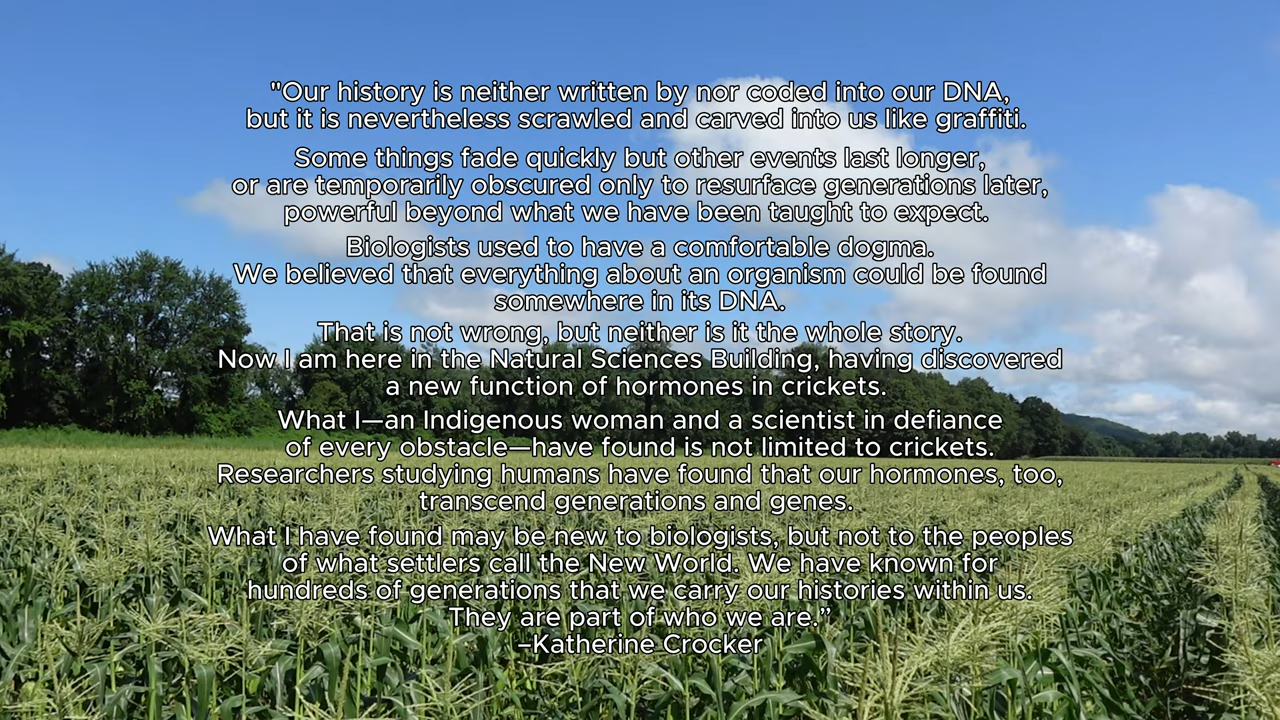 "Our history is neither written by nor coded into our DNA,
but it is nevertheless scrawled and carved into us like graffiti.
Some things fade quickly but other events last longer,
or are temporarily obscured only to resurface generations later,
powerful beyond what we have been taught to expect.
Biologists used to have a comfortable dogma.
We believed that everything about an organism could be found
somewhere in its DNA.
That is not wrong, but neither is it the whole story.
Now I am here in the Natural Sciences Building, having discovered
a new function of hormones in crickets.
What I—an Indigenous woman and a scientist in defiance
of every obstacle—have found is not limited to crickets.
Researchers studying humans have found that our hormones, too,
transcend generations and genes.
What I have found may be new to biologists, but not to the peoples
of what settlers call the New World. We have known for
hundreds of generations that we carry our histories within us.
They are part of who we are.”
–Katherine Crocker